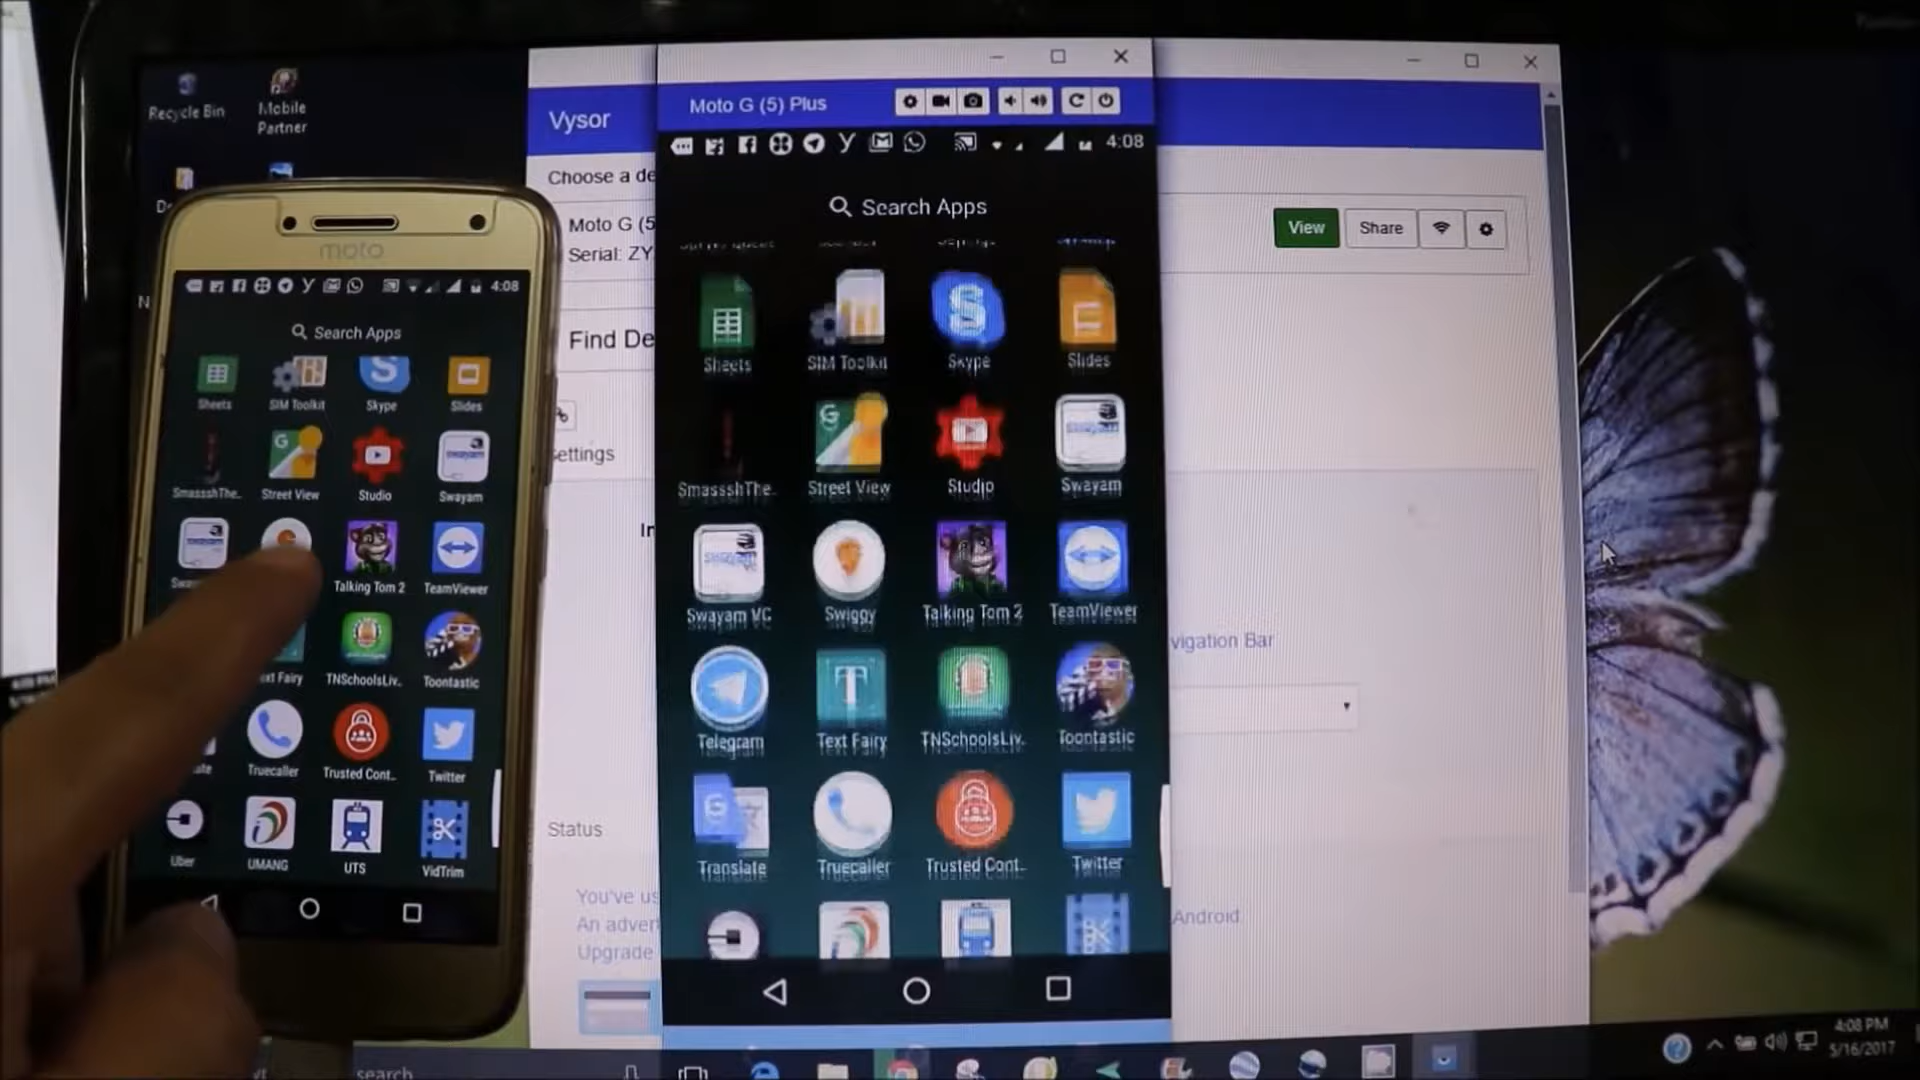 Recycle Bin
Mobile
Partner
Vysor
Choose a de
Moto G (5
Serial: ZY
Find De
ettings
View
Share
vigation Bar
Status
You've us
An adver
Upgrade
Android
Moto G (5) Plus
4:08
Search Apps
Sheets
SIM Toolkit
Skype
Slides
SmassshThe..
Street View
Studio
Swayam
Swayam VC
Swiggy
Talking Tom 2
TeamViewer
Telegram
Text Fairy
TNSchoolsLiv..
Toontastic
Translate
Truecaller
Trusted Cont..
Twitter
moto
4:08
Search Apps
Sheets
SIM Toolkit
Skype
Slides
SmassshThe..
Street View
Studio
Swayam
Talking Tom 2
TeamViewer
ext Fairy
TNSchoolsLiv..
Toontastic
Truecaller
Trusted Cont..
Twitter
Uber
UMANG
UTS
VidTrim
search
4:08 PM
5/16/2017